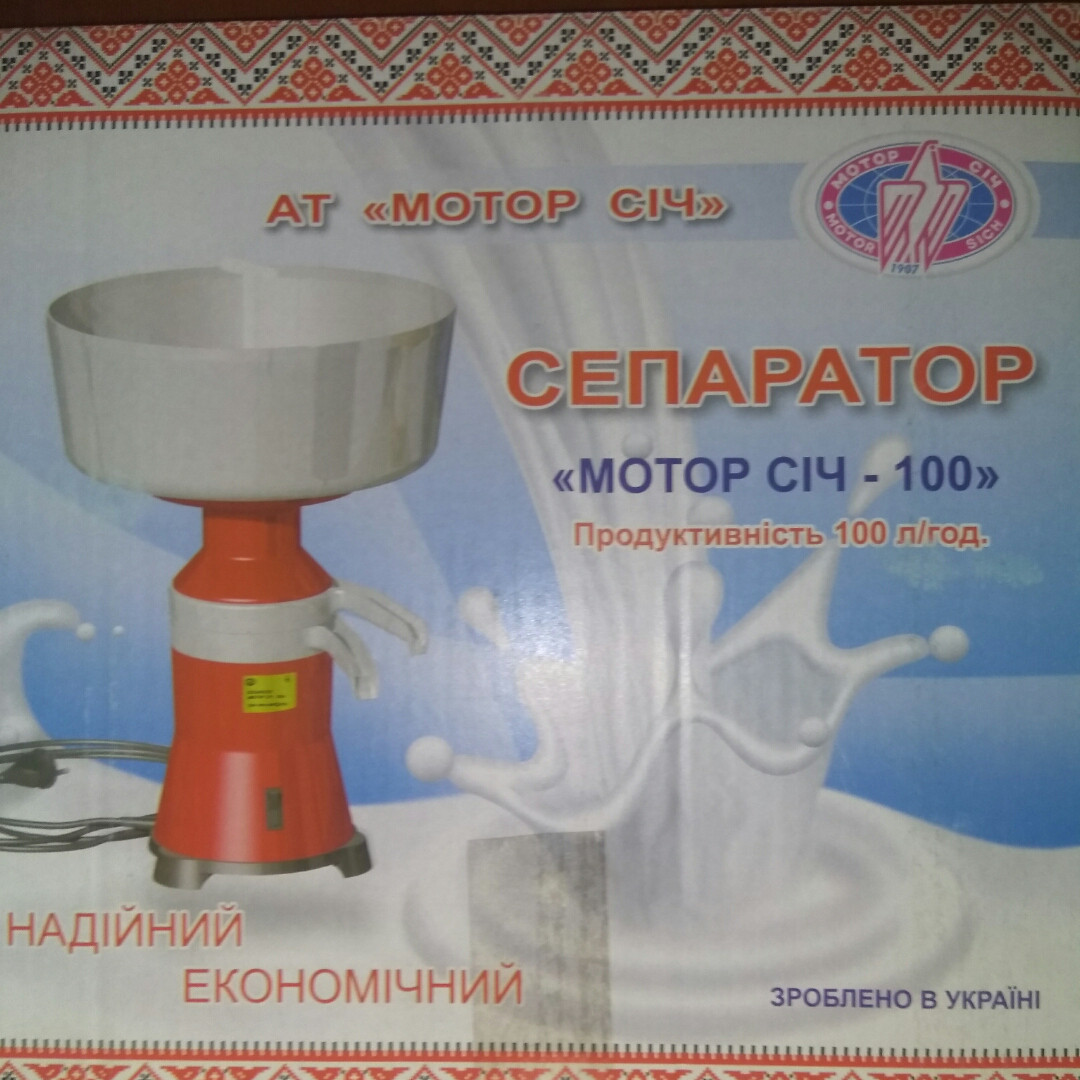 АТ «МОТОР СІЧ»
МОТОР СІЧ
MOTOR SICH
1907
СЕПАРАТОР
«МОТОР СІЧ - 100»
Продуктивність 100 л/год.
НАДІЙНИЙ
ЕКОНОМІЧНИЙ
ЗРОБЛЕНО В УКРАЇНІ